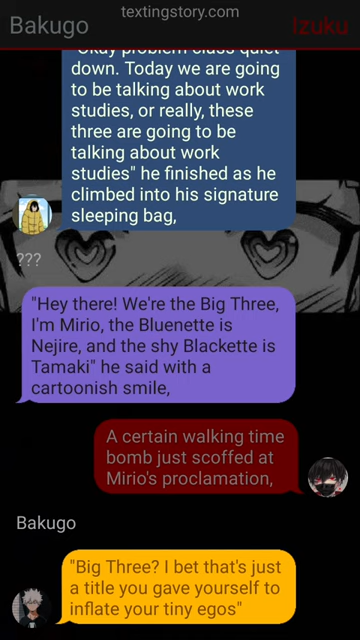 textingstory.com
Bakugo
Izuku
"Okay problem class quiet
down. Today we are going
to be talking about work
studies, or really, these
three are going to be
talking about work
studies" he finished as he
climbed into his signature
sleeping bag,
???
"Hey there! We're the Big Three,
I'm Mirio, the Bluenette is
Nejire, and the shy Blackette is
Tamaki" he said with a
cartoonish smile,
A certain walking time
bomb just scoffed at
Mirio's proclamation,
Bakugo
"Big Three? I bet that's just
a title you gave yourself to
inflate your tiny egos"